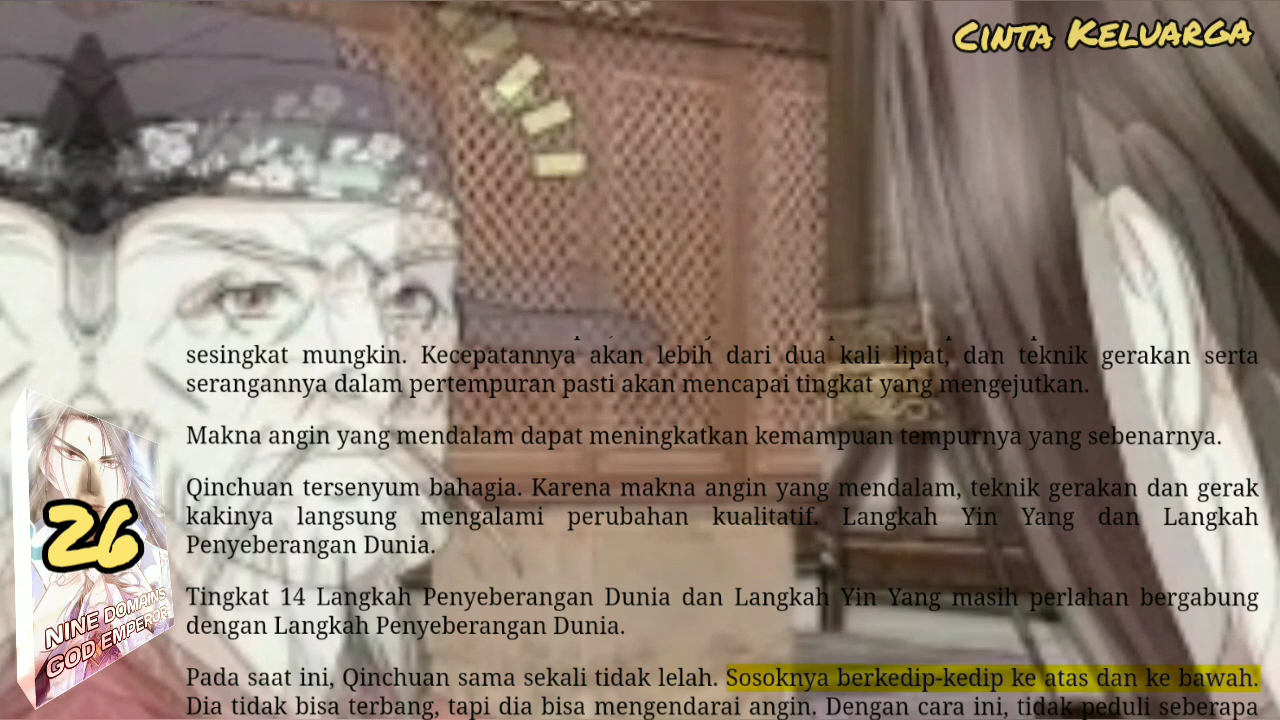 Cinta Keluarga
sesingkat mungkin. Kecepatannya akan lebih dari dua kali lipat, dan teknik gerakan serta
serangannya dalam pertempuran pasti akan mencapai tingkat yang mengejutkan.
Makna angin yang mendalam dapat meningkatkan kemampuan tempurnya yang sebenarnya.
Qinchuan tersenyum bahagia. Karena makna angin yang mendalam, teknik gerakan dan gerak
kakinya langsung mengalami perubahan kualitatif. Langkah Yin Yang dan Langkah
Penyeberangan Dunia.
Tingkat 14 Langkah Penyeberangan Dunia dan Langkah Yin Yang masih perlahan bergabung
dengan Langkah Penyeberangan Dunia.
Pada saat ini, Qinchuan sama sekali tidak lelah. Sosoknya berkedip-kedip ke atas dan ke bawah.
Dia tidak bisa terbang, tapi dia bisa mengendarai angin. Dengan cara ini, tidak peduli seberapa
26
NINE DOMAINS
GOD EMPEROR